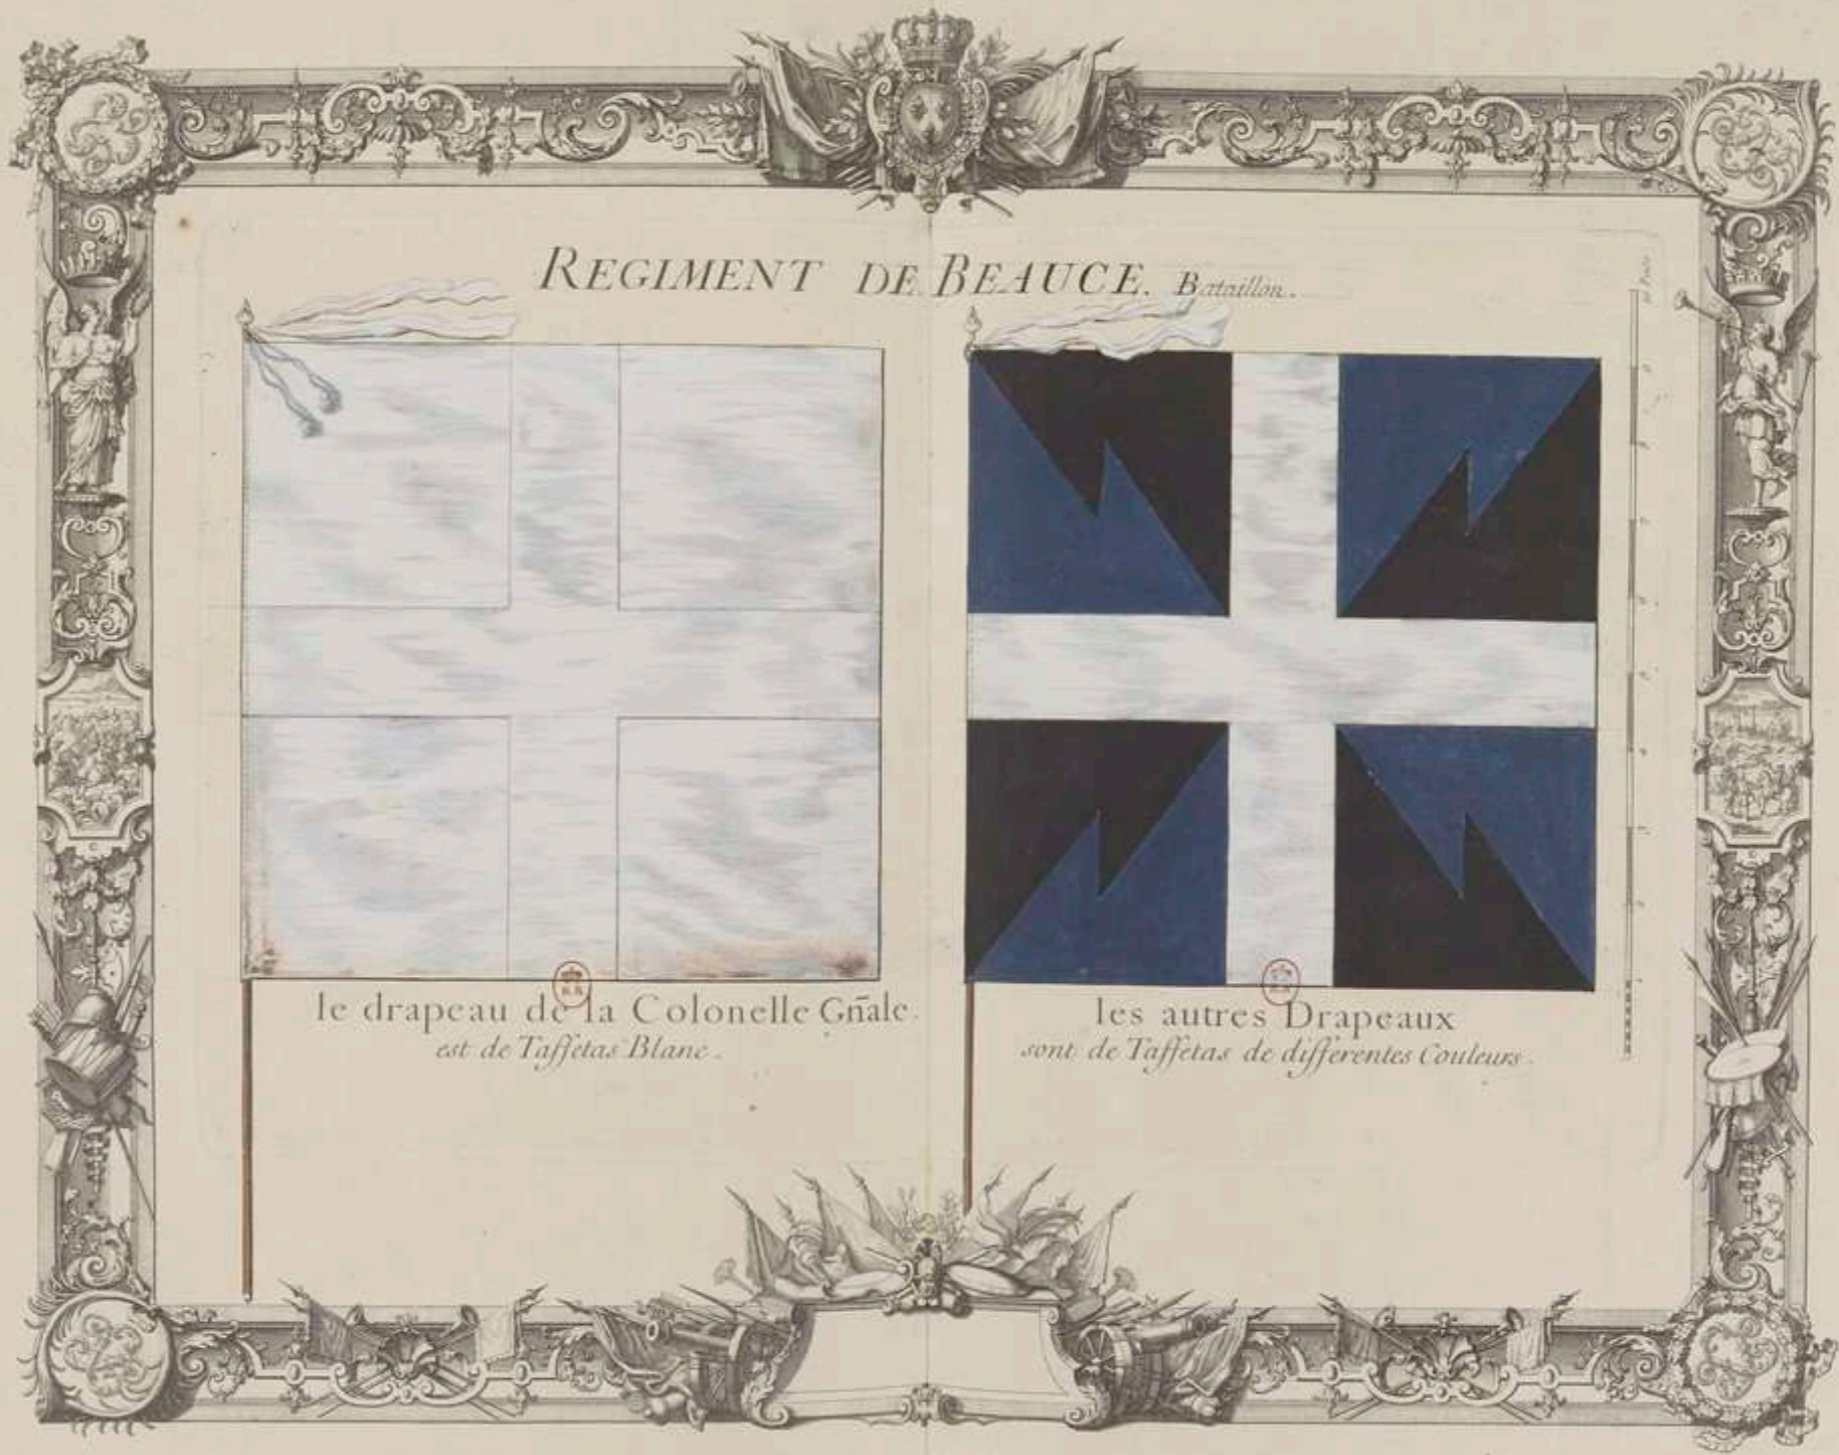 REGIMENT DE BEAUCE. Bataillon.
le drapeau de la Colonelle Gñale.
est de Taffetas Blanc.
les autres Drapeaux
sont de Taffetas de differentes Couleurs.